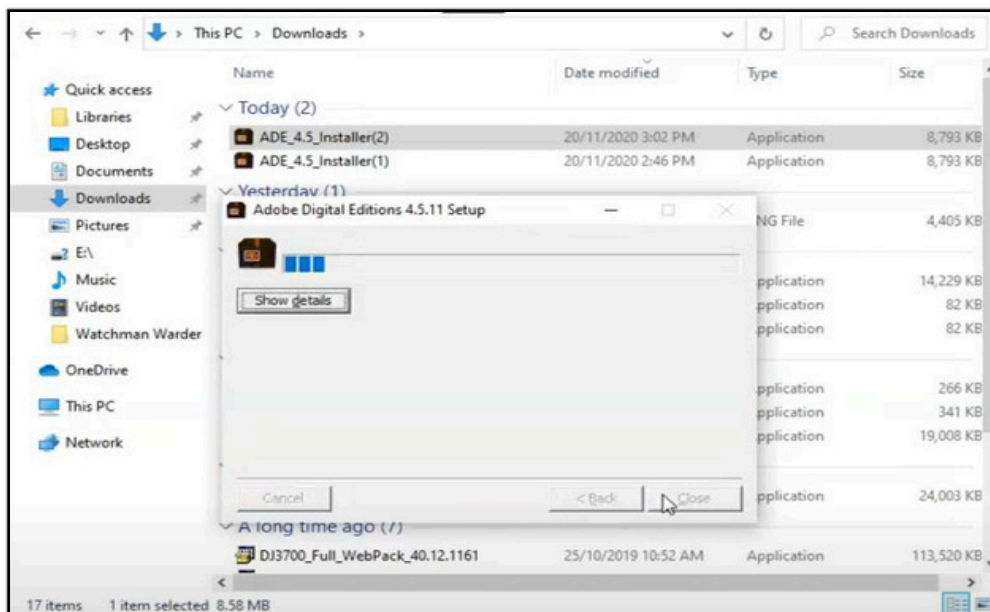 This PC > Downloads >
Search Downloads
Name Date modified Type Size
Quick access
Libraries
Desktop
Documents
Downloads
Pictures
E:\
Music
Videos
Watchman Warder
OneDrive
This PC
Network
Today (2)
ADE_4.5_Installer(2) 20/11/2020 3:02 PM Application 8,793 KB
ADE_4.5_Installer(1) 20/11/2020 2:46 PM Application 8,793 KB
Yesterday (1)
NG File 4,405 KB
pplication 14,229 KB
pplication 82 KB
pplication 82 KB
pplication 266 KB
pplication 341 KB
pplication 19,008 KB
pplication 24,003 KB
Adobe Digital Editions 4.5.11 Setup
Show details
Cancel < Back Close
A long time ago (7)
DJ3700_Full_WebPack_40.12.1161 25/10/2019 10:52 AM Application 113,520 KB
17 items 1 item selected 8.58 MB